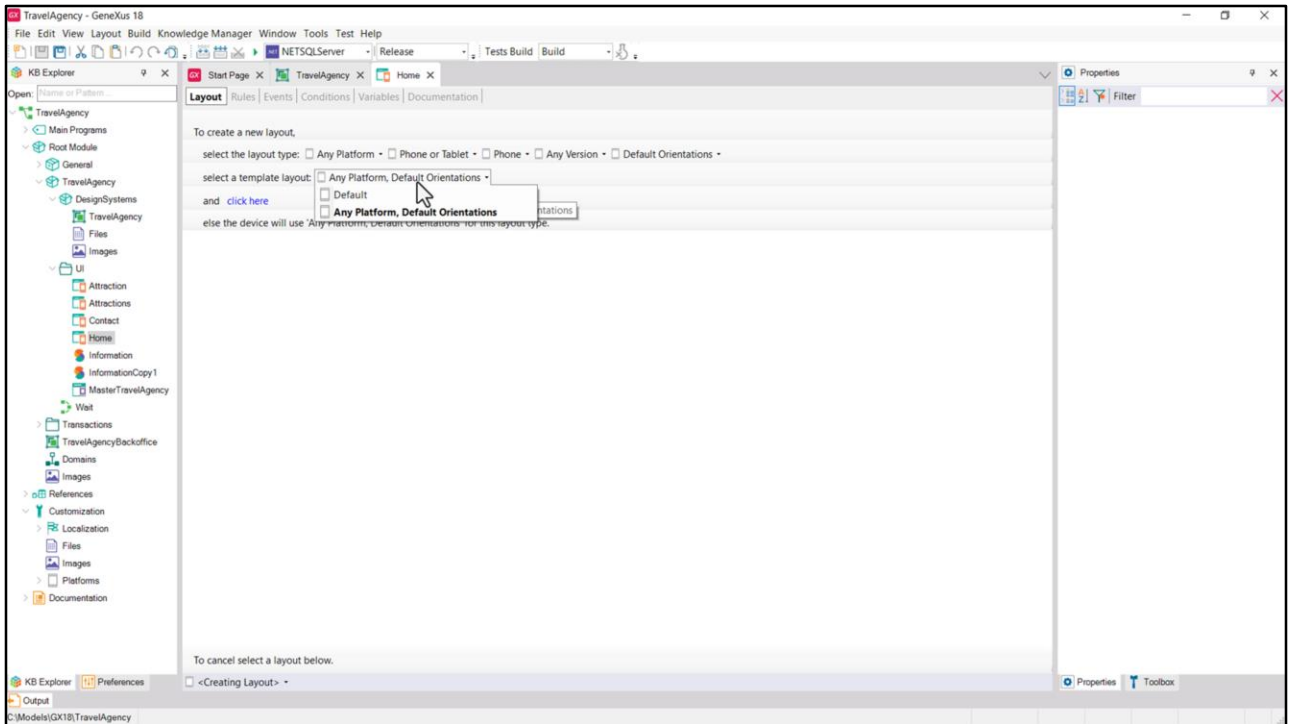 GX TravelAgency - GeneXus 18
File Edit View Layout Build Knowledge Manager Window Tools Test Help
NETSQLServer Release Tests Build Build
KB Explorer
Start Page TravelAgency Home
Properties
Open: Name or Pattern...
Layout Rules Events Conditions Variables Documentation
Filter
TravelAgency
Main Programs
Root Module
General
TravelAgency
DesignSystems
TravelAgency
Files
Images
UI
Attraction
Attractions
Contact
Home
Information
InformationCopy1
MasterTravelAgency
Wait
Transactions
TravelAgencyBackoffice
Domains
Images
References
Customization
Localization
Files
Images
Platforms
Documentation
To create a new layout,
select the layout type: Any Platform Phone or Tablet Phone Any Version Default Orientations
select a template layout: Any Platform, Default Orientations
Default
and click here
Any Platform, Default Orientations
ntations
else the device will use 'Any Platform, Default Orientations' for this layout type.
To cancel select a layout below.
KB Explorer Preferences
<Creating Layout>
Properties Toolbox
Output
C:\Models\GX18\TravelAgency